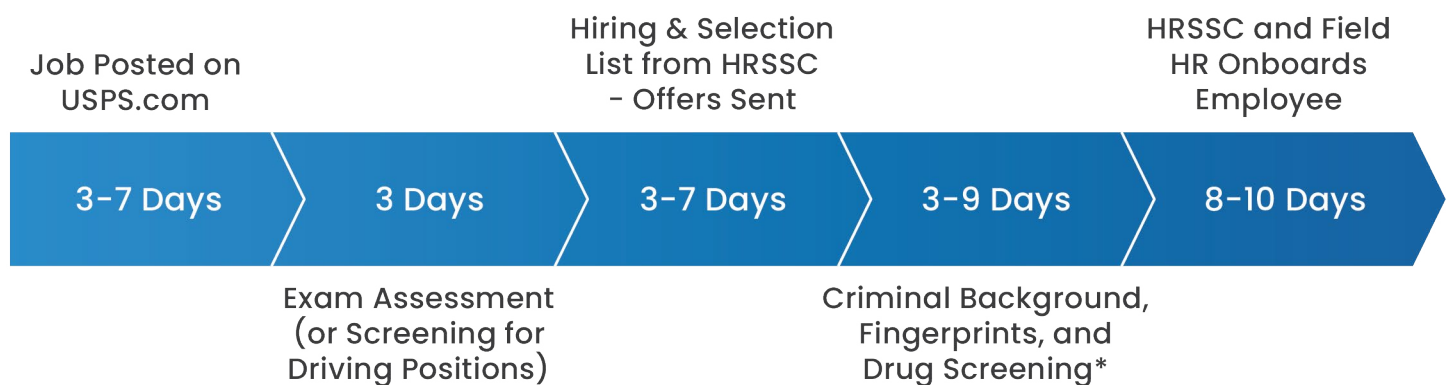 Job Posted on
USPS.com
Hiring & Selection
List from HRSSC
- Offers Sent
HRSSC and Field
HR Onboards
Employee
3-7 Days
3 Days
3-7 Days
3-9 Days
8-10 Days
Exam Assessment
(or Screening for
Driving Positions)
Criminal Background,
Fingerprints, and
Drug Screening*